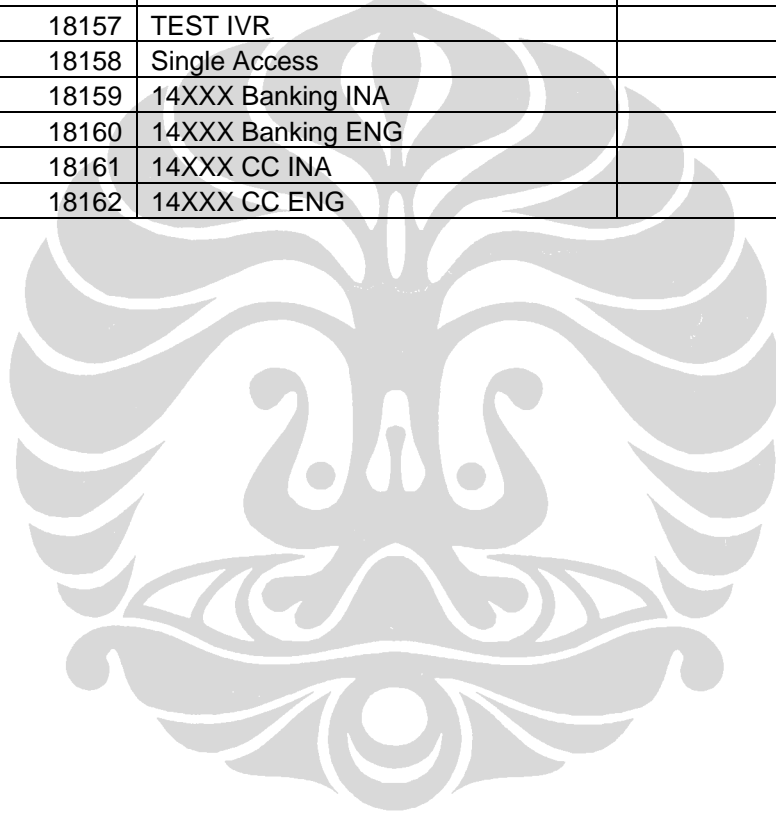 18157 TEST IVR
18158 Single Access
18159 14XXX Banking INA
18160 14XXX Banking ENG
18161 14XXX CC INA
18162 14XXX CC ENG